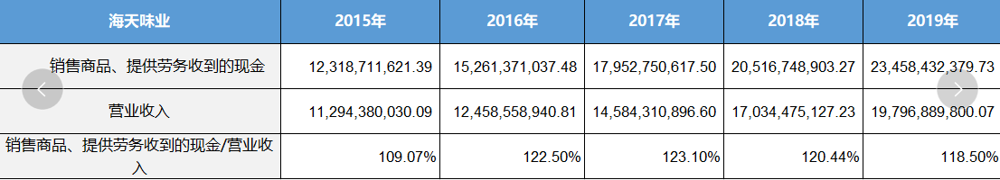 海天味业 2015年 2016年 2017年 2018年 2019年
销售商品、提供劳务收到的现金 12,318,711,621.39 15,261,371,037.48 17,952,750,617.50 20,516,748,903.27 23,458,432,379.73
营业收入 11,294,380,030.09 12,458,558,940.81 14,584,310,896.60 17,034,475,127.23 19,796,889,800.07
销售商品、提供劳务收到的现金/营业收
入 109.07% 122.50% 123.10% 120.44% 118.50%